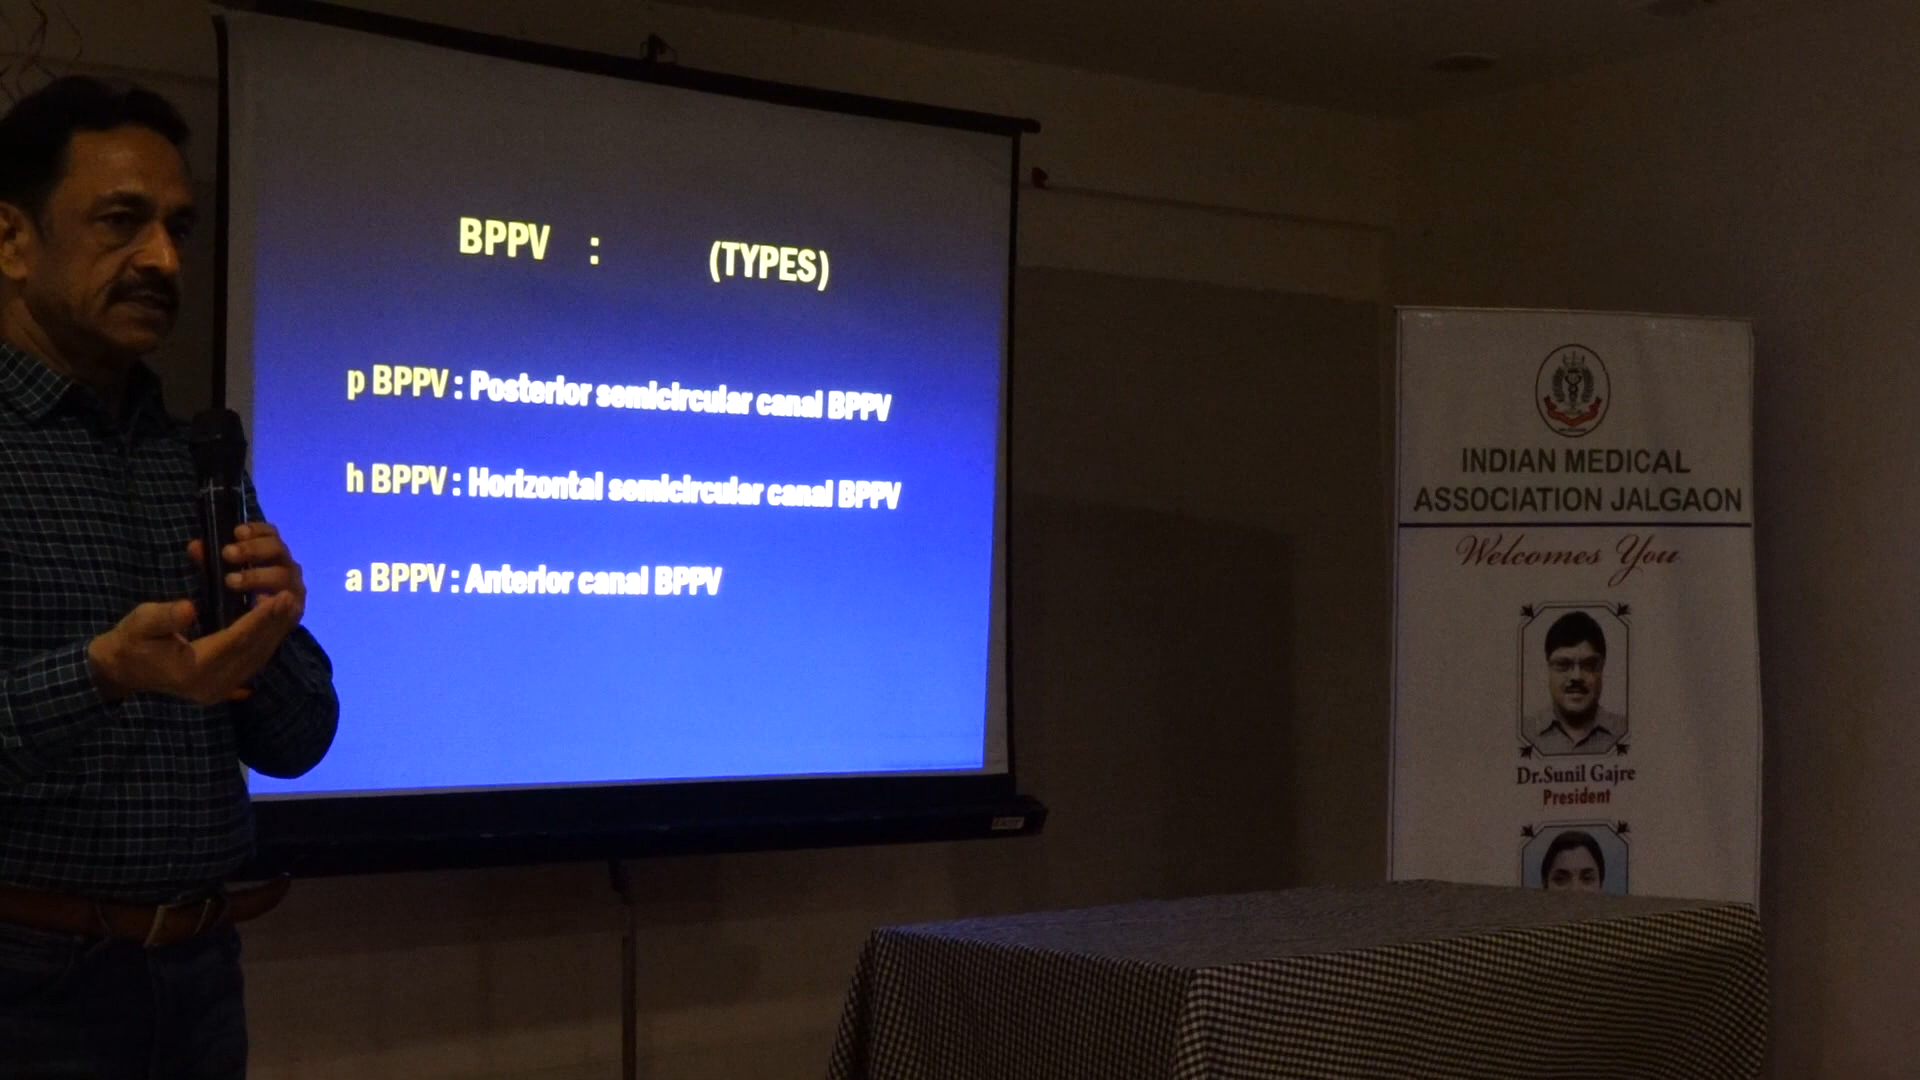 BPPV : (TYPES)
p BPPV : Posterior semicircular canal BPPV
h BPPV : Horizontal semicircular canal BPPV
a BPPV : Anterior canal BPPV
INDIAN MEDICAL
ASSOCIATION JALGAON
Welcomes You
Dr.Sunil Gajre
President